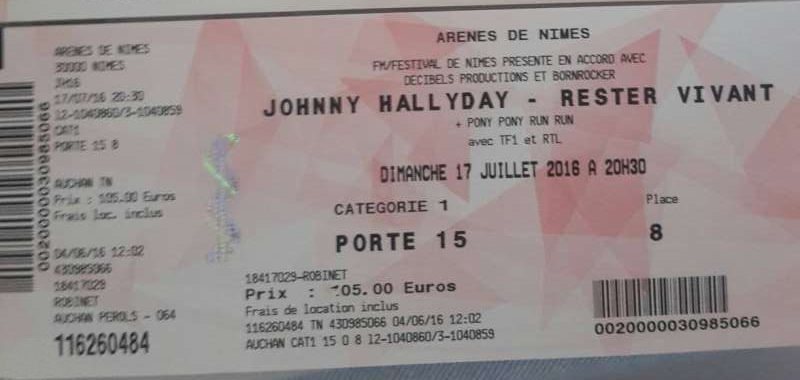 ARENES DE NIMES
30000 NIMES
17/07/16 20:30
12-1040860/3-1040859
CAT1
PORTE 15 8
AUCHAN TN
Prix : 105.00 Euros
Frais loc. inclus
04/06/16 12:02
430985066
18417029
ROBINET
AUCHAN PEROLS - 064
116260484
0020000030985066
ARENES DE NIMES
FM/FESTIVAL DE NIMES PRESENTE EN ACCORD AVEC
DECIBELS PRODUCTIONS ET BORNROCKER
JOHNNY HALLYDAY - RESTER VIVANT
+ PONY PONY RUN RUN
avec TF1 et RTL
DIMANCHE 17 JUILLET 2016 A 20H30
CATEGORIE 1
Place
PORTE 15
8
18417029-ROBINET
Prix : 105.00 Euros
Frais de location inclus
116260484 TN 430985066 04/06/16 12:02
AUCHAN CAT1 15 0 8 12-1040860/3-1040859
0020000030985066